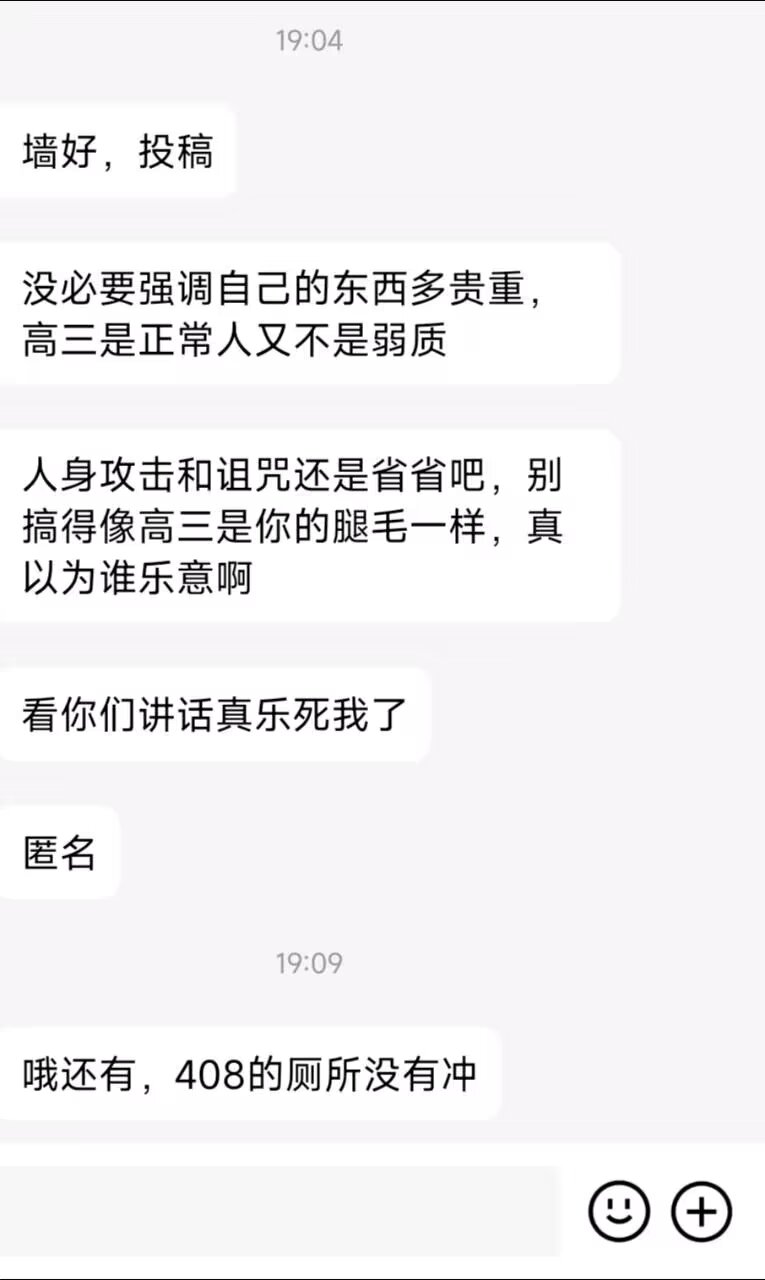 19:04
墙好，投稿
没必要强调自己的东西多贵重，
高三是正常人又不是弱质
人身攻击和诅咒还是省省吧，别
搞得像高三是你的腿毛一样，真
以为谁乐意啊
看你们讲话真乐死我了
匿名
19:09
哦还有，408的厕所没有冲